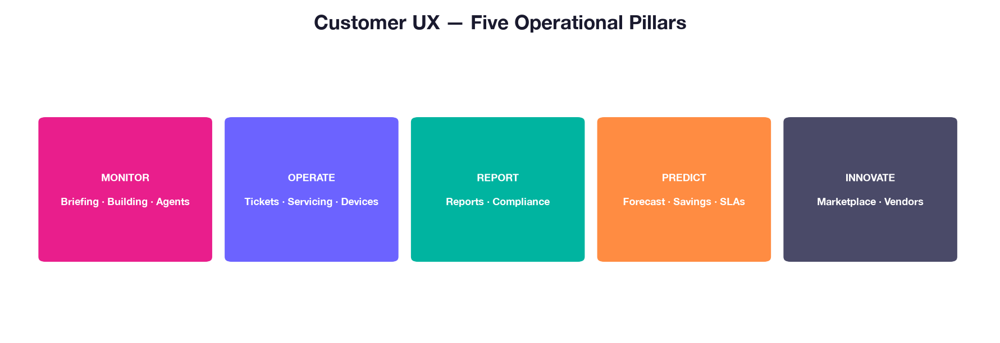 Customer UX — Five Operational Pillars
MONITOR
Briefing · Building · Agents
OPERATE
Tickets · Servicing · Devices
REPORT
Reports · Compliance
PREDICT
Forecast · Savings · SLAs
INNOVATE
Marketplace · Vendors